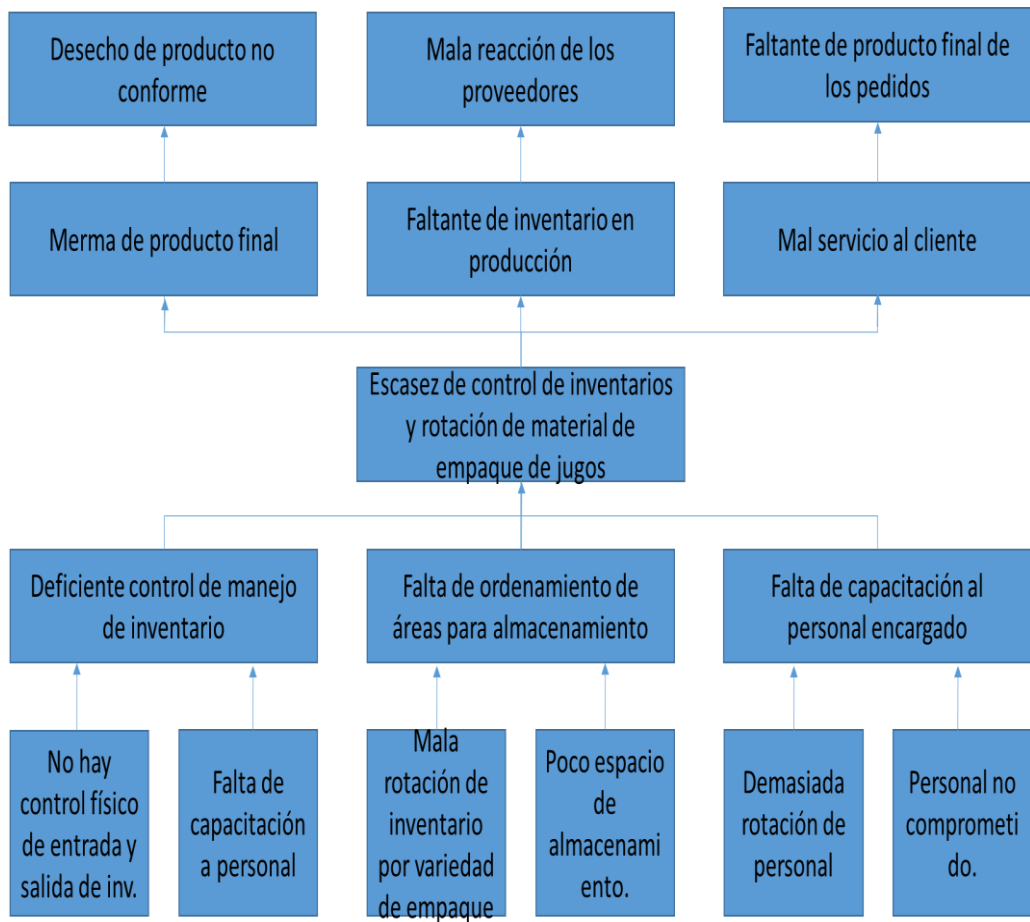 Desecho de producto no
conforme
Mala reacción de los
proveedores
Faltante de producto final de
los pedidos
Merma de producto final
Faltante de inventario en
producción
Mal servicio al cliente
Escasez de control de inventarios
y rotación de material de
empaque de jugos
Deficiente control de manejo
de inventario
Falta de ordenamiento de
áreas para almacenamiento
Falta de capacitación al
personal encargado
No hay
control físico
de entrada y
salida de inv.
Falta de
capacitación
a personal
Mala
rotación de
inventario
por variedad
de empaque
Poco espacio
de
almacenami
ento.
Demasiada
rotación de
personal
Personal no
comprometi
do.